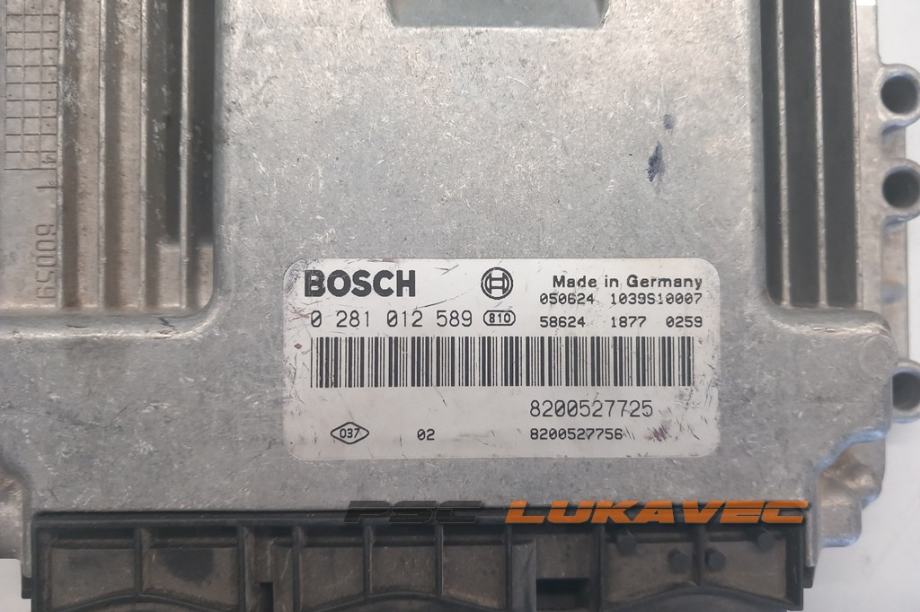 BOSCH
Made in Germany
050624 1039S10007
0 281 012 589 810
58624 1877 0259
8200527725
037 02 8200527756
PSC LUKAVEC